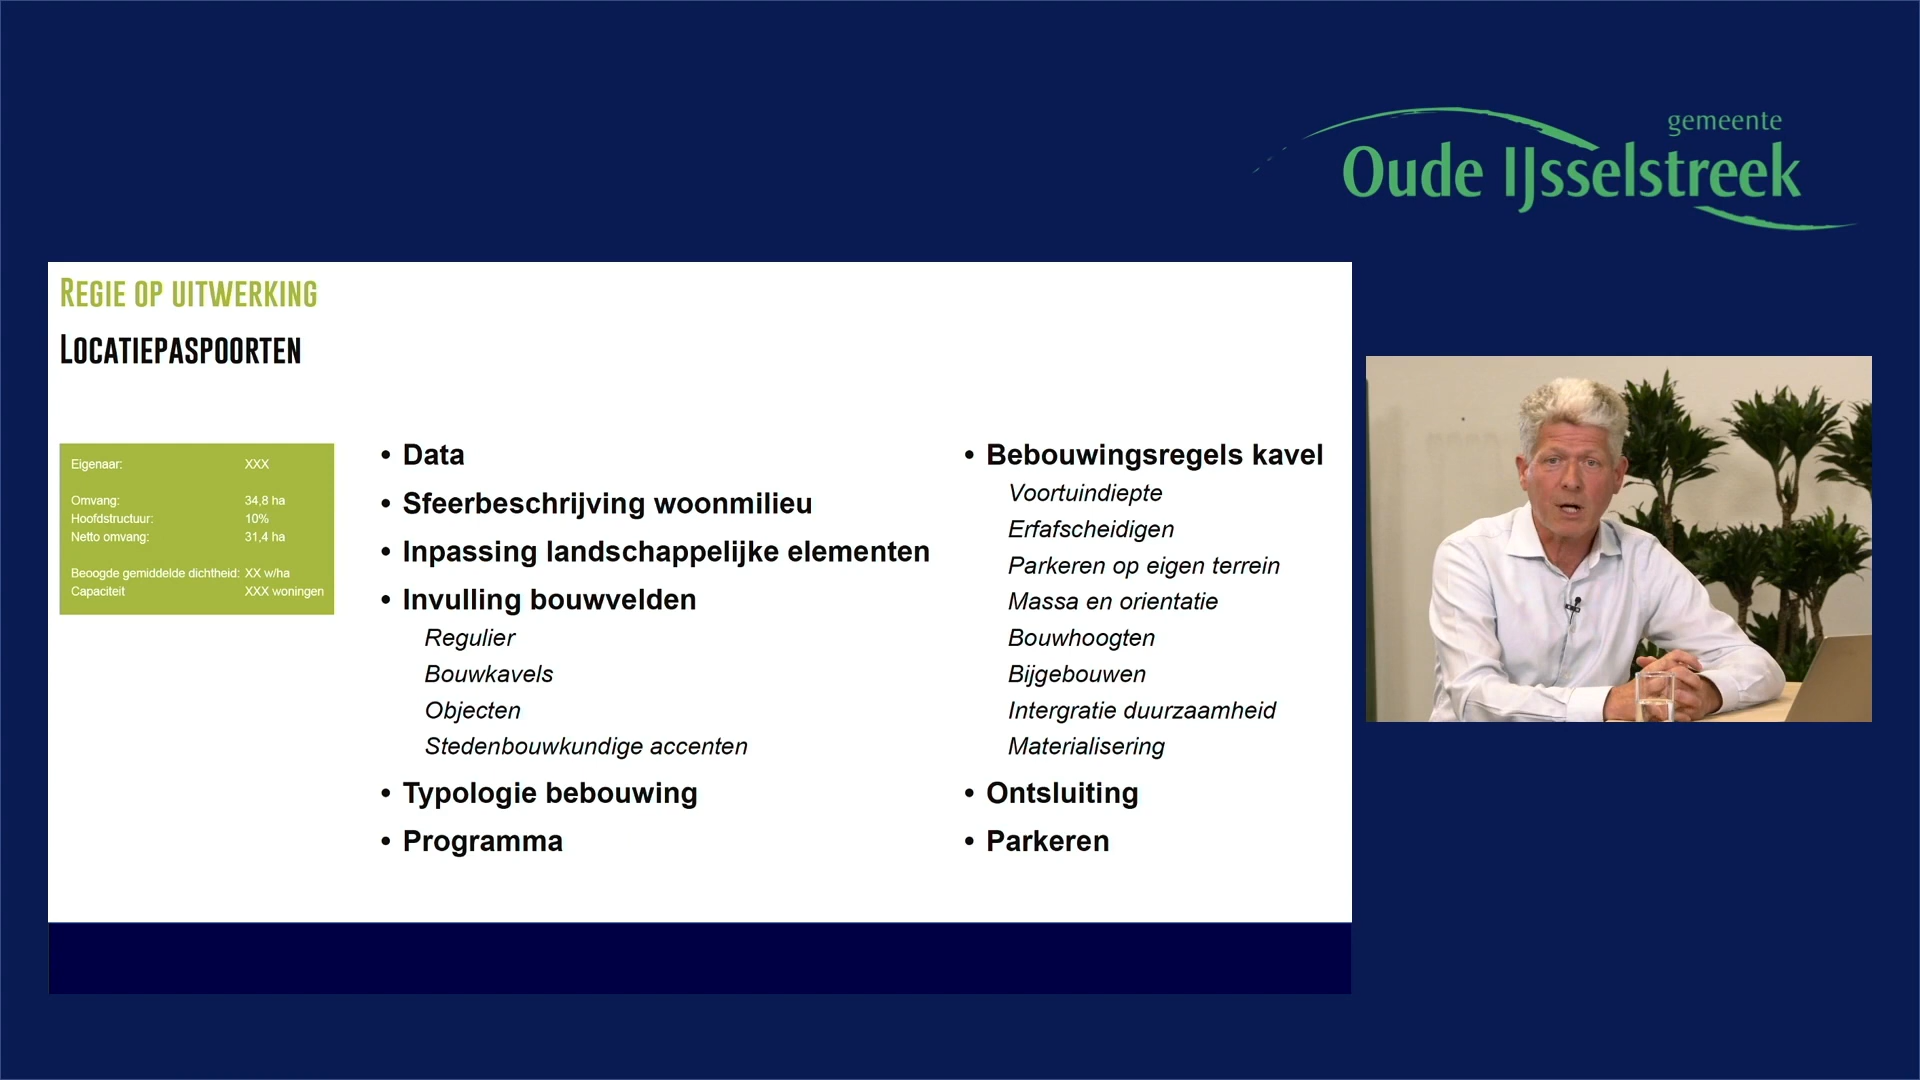 gemeente
Oude IJsselstreek
Regie op uitwerking
Locatiepaspoorten
Eigenaar: XXX
Omvang: 34,8 ha
Hoofdstructuur: 10%
Netto omvang: 31,4 ha
Beoogde gemiddelde dichtheid: XX w/ha
Capaciteit XXX woningen
• Data
• Sfeerbeschrijving woonmilieu
• Inpassing landschappelijke elementen
• Invulling bouwvelden
Regulier
Bouwkavels
Objecten
Stedenbouwkundige accenten
• Typologie bebouwing
• Programma
• Bebouwingsregels kavel
Voortuindiepte
Erfafscheidigen
Parkeren op eigen terrein
Massa en orientatie
Bouwhoogten
Bijgebouwen
Intergratie duurzaamheid
Materialisering
• Ontsluiting
• Parkeren